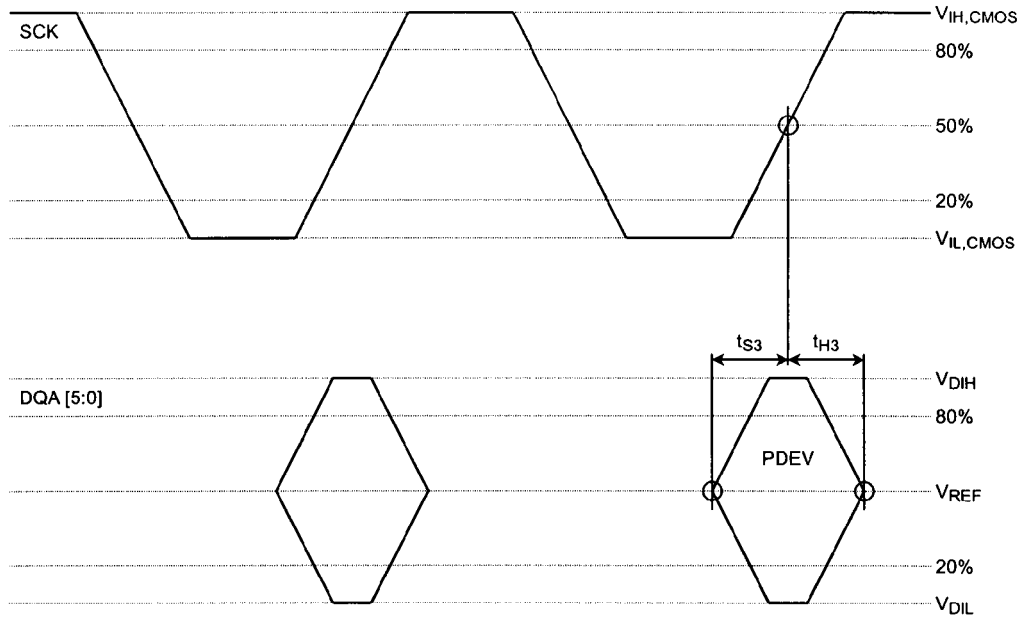 SCK
VIH,CMOS
80%
50%
20%
VIL,CMOS
tS3
tH3
DQA [5:0]
VDIH
80%
PDEV
VREF
20%
VDIL